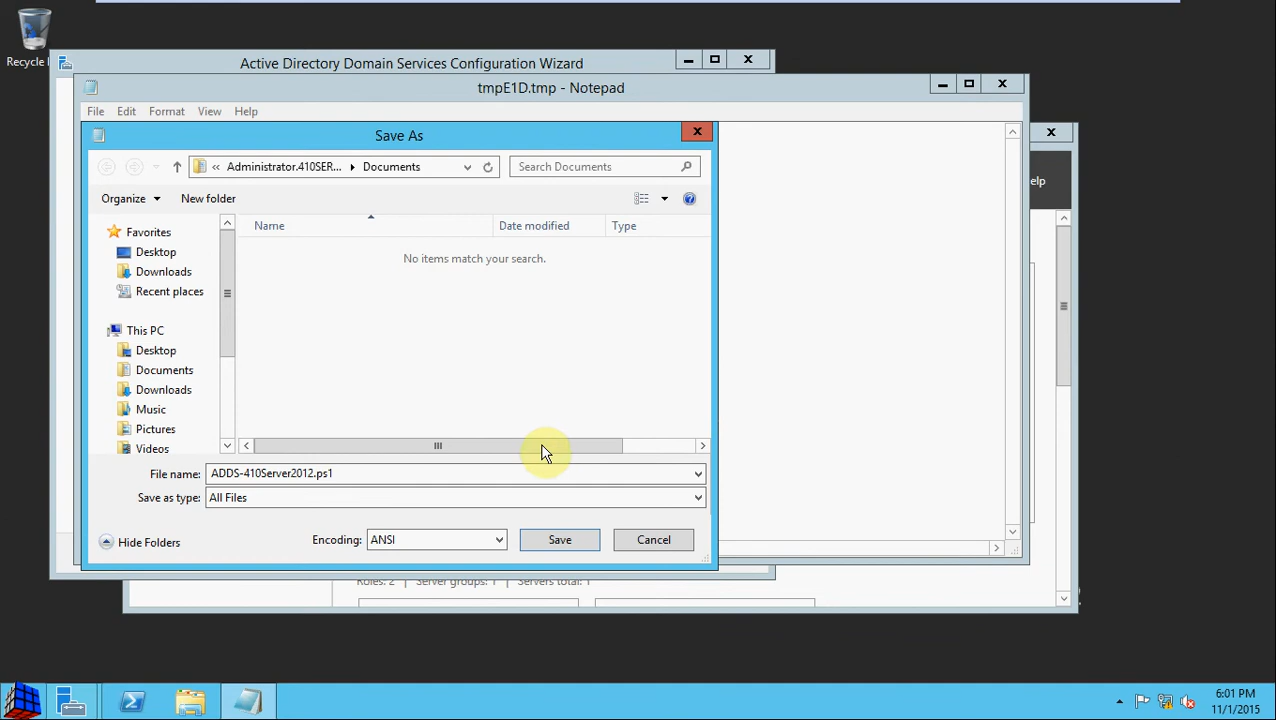 Recycle
Active Directory Domain Services Configuration Wizard
tmpE1D.tmp - Notepad
File Edit Format View Help
Save As
elp
« Administrator.410SER... Documents
Search Documents
Organize New folder
Name Date modified Type
Favorites
No items match your search.
Desktop
Downloads
Recent places
This PC
Desktop
Documents
Downloads
Music
Pictures
Videos
File name: ADDS-410Server2012.ps1
Save as type: All Files
Hide Folders
Encoding: ANSI
Save
Cancel
Roles: 2 | Server groups: 1 | Servers total: 1
6:01 PM
11/1/2015